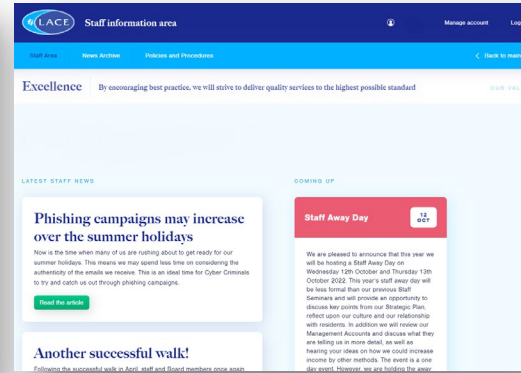 LACE
Staff information area
Manage account
Log
Staff Area
News Archive
Policies and Procedures
Back to main
Excellence
By encouraging best practice, we will strive to deliver quality services to the highest possible standard
OUR VAL
LATEST STAFF NEWS
Phishing campaigns may increase
over the summer holidays
Now is the time when many of us are rushing about to get ready for our
summer holidays. This means we may spend less time on considering the
authenticity of the emails we receive. This is an ideal time for Cyber Criminals
to try and catch us out through phishing campaigns.
Read the article
Another successful walk!
Following the successful walk in April, staff and Board members once again
COMING UP
Staff Away Day
12
OCT
We are pleased to announce that this year we
will be hosting a Staff Away Day on
Wednesday 12th October and Thursday 13th
October 2022. This year's staff away day will
be less formal than our previous Staff
Seminars and will provide an opportunity to
discuss key points from our Strategic Plan,
reflect upon our culture and our relationship
with residents. In addition we will review our
Management Accounts and discuss what they
are telling us in more detail, as well as
hearing your ideas on how we could increase
income by other methods. The event is a one
day event. However, we are holding the away